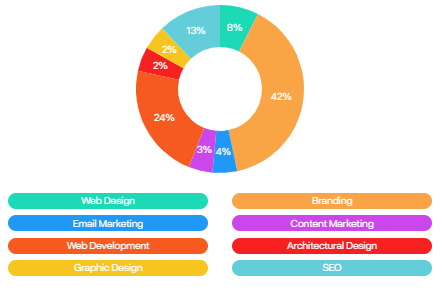 8%
13%
2%
2%
42%
24%
3%
4%
Web Design
Branding
Email Marketing
Content Marketing
Web Development
Architectural Design
Graphic Design
SEO